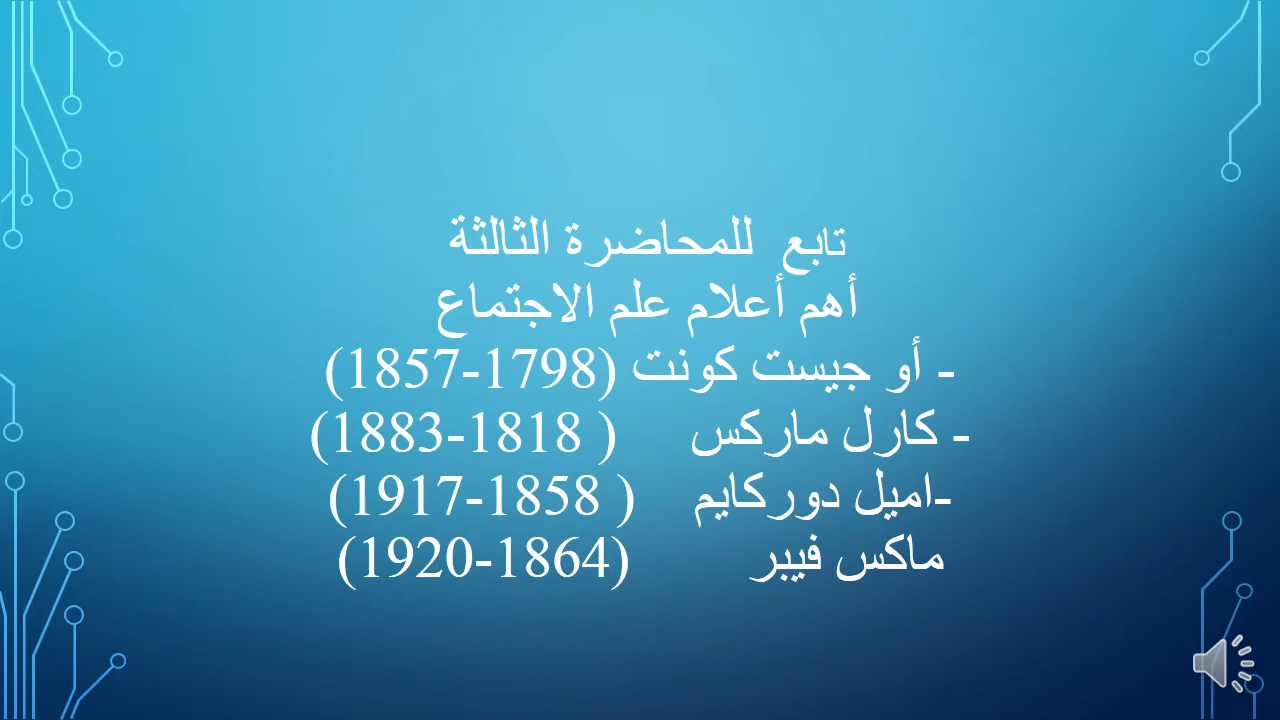 تابع للمحاضرة الثالثة
أهم أعلام علم الاجتماع
- أو جيست كونت (1798-1857)
- كارل ماركس ( 1818-1883)
-اميل دوركايم ( 1858-1917)
ماكس فيبر (1864-1920)